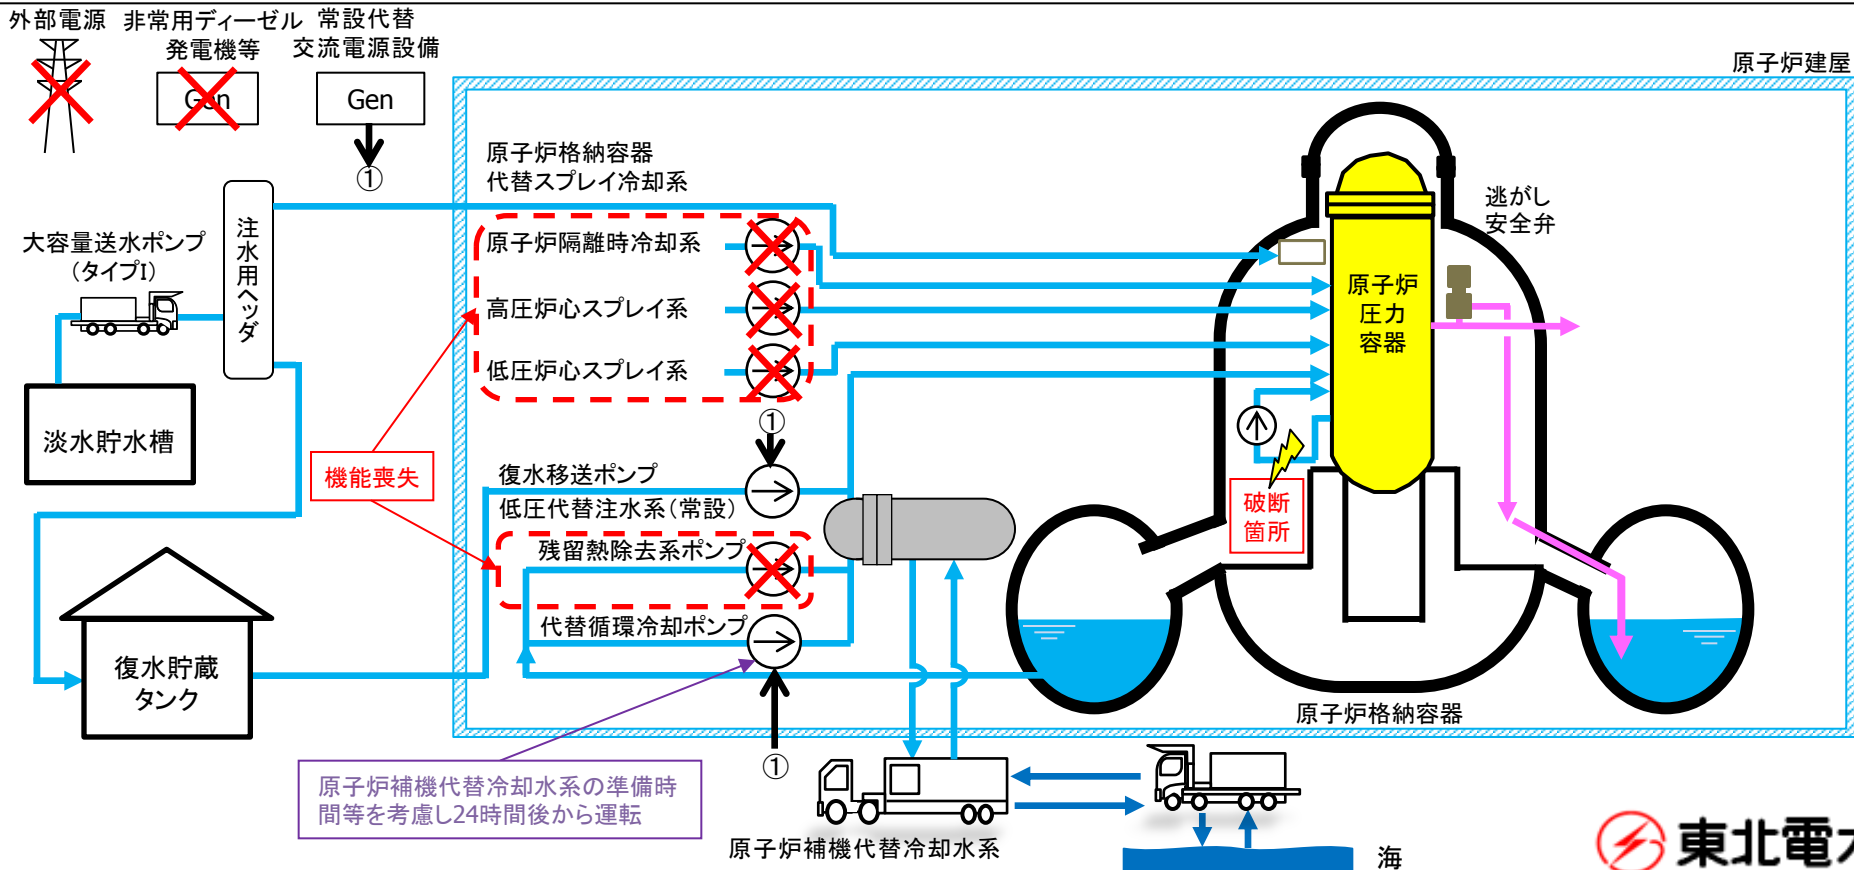 外部電源
非常用ディーゼル
発電機等
常設代替
交流電源設備
Gen
Gen
①
原子炉建屋
原子炉格納容器
代替スプレイ冷却系
原子炉隔離時冷却系
高圧炉心スプレイ系
低圧炉心スプレイ系
注水用ヘッダ
大容量送水ポンプ
(タイプI)
淡水貯水槽
機能喪失
①
復水移送ポンプ
低圧代替注水系(常設)
残留熱除去系ポンプ
代替循環冷却ポンプ
復水貯蔵
タンク
①
原子炉補機代替冷却水系の準備時
間等を考慮し24時間後から運転
逃がし
安全弁
原子炉
圧力
容器
破断
箇所
原子炉格納容器
原子炉補機代替冷却水系
海
東北電